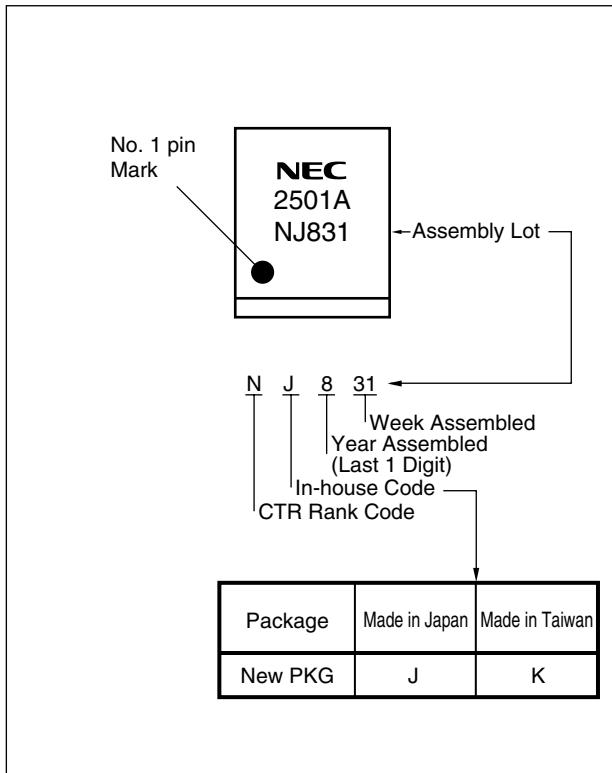 No. 1 pin
Mark
NEC
2501A
NJ831
Assembly Lot
N J 8 31
Week Assembled
Year Assembled
(Last 1 Digit)
In-house Code
CTR Rank Code
Package Made in Japan Made in Taiwan
New PKG J K